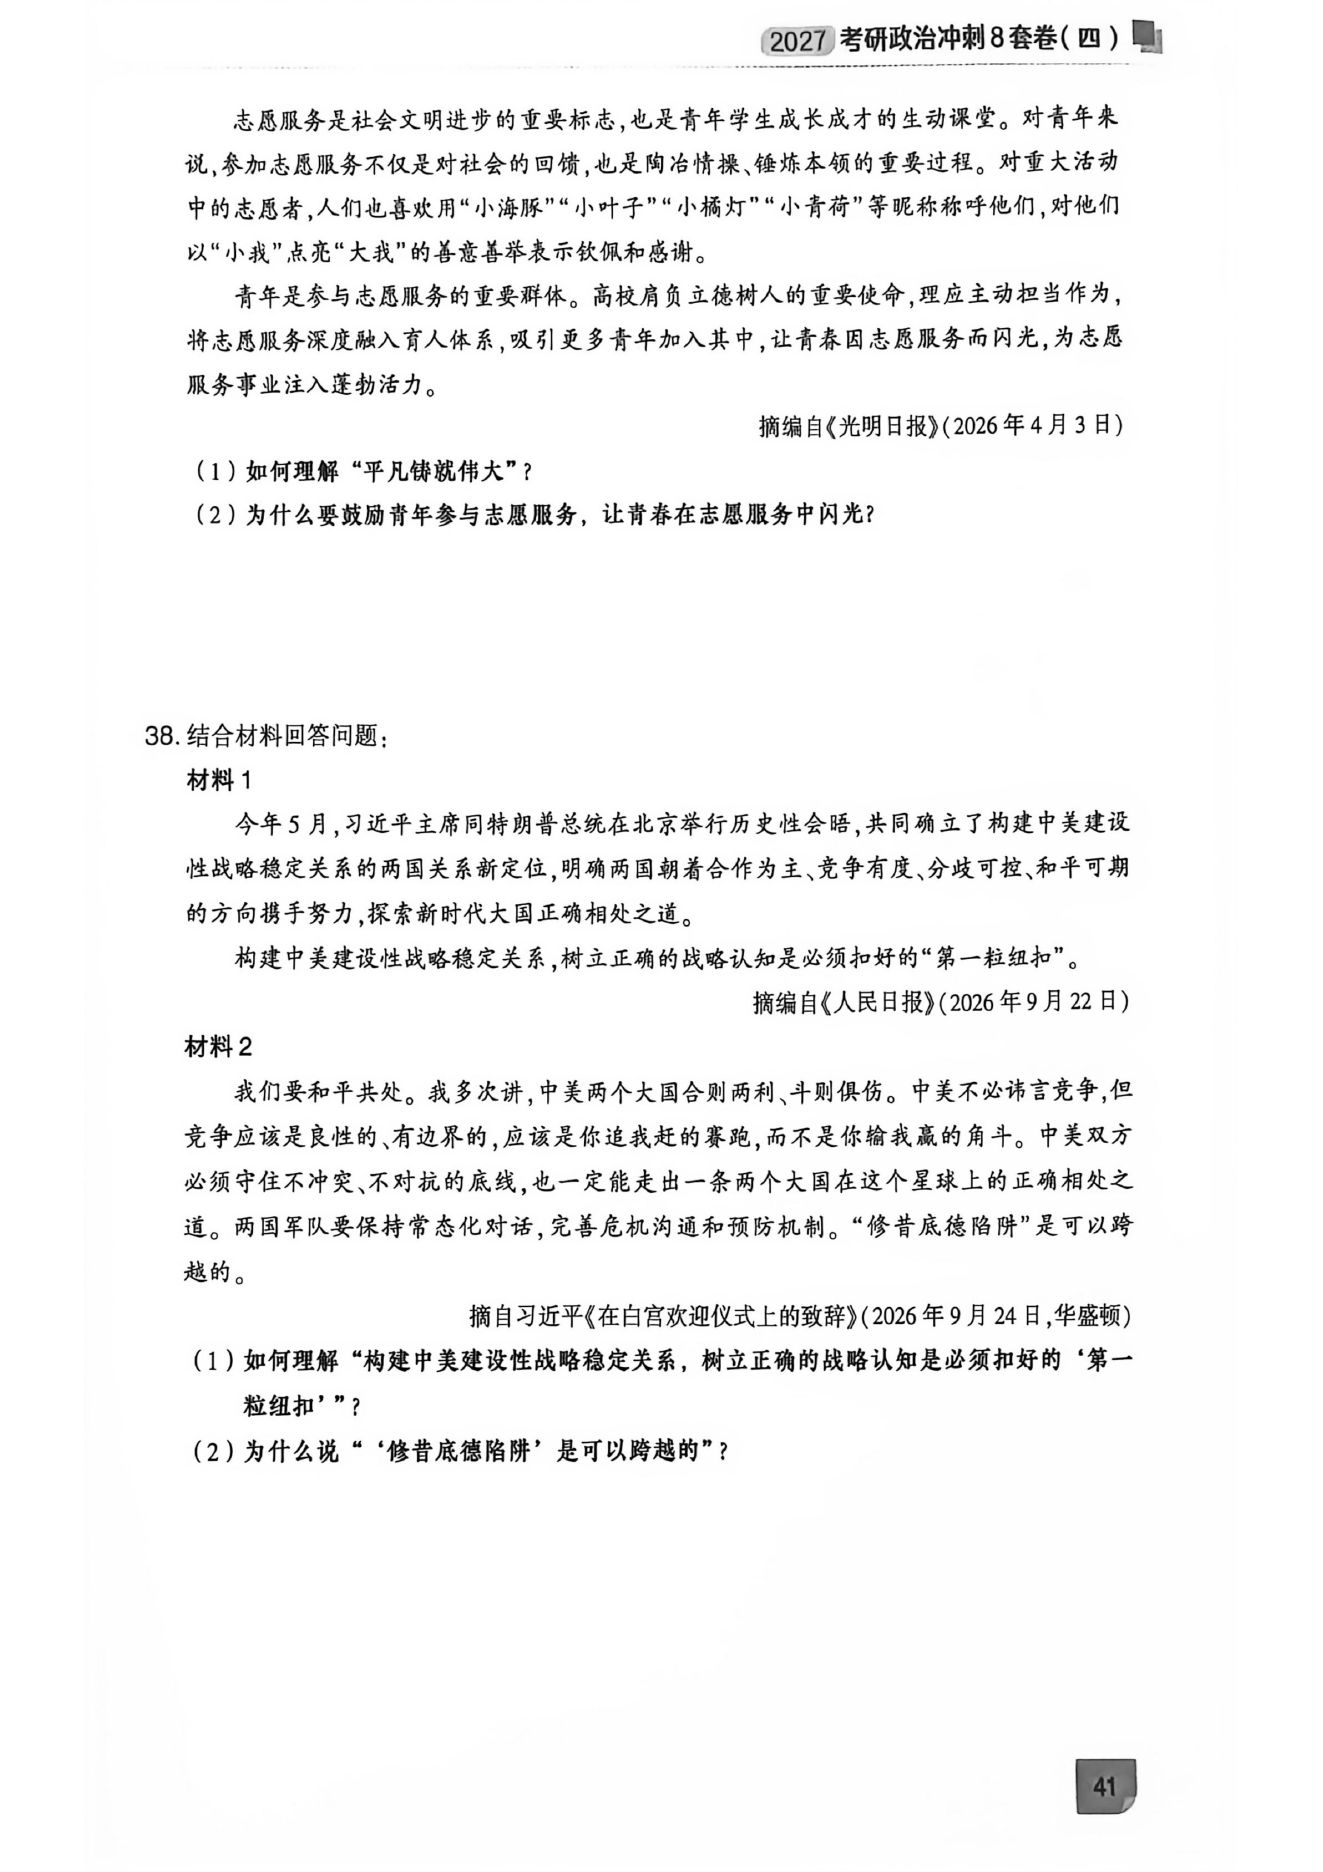 2027 考研政治冲刺8套卷(四)
志愿服务是社会文明进步的重要标志,也是青年学生成长成才的生动课堂。对青年来
说,参加志愿服务不仅是对社会的回馈,也是陶冶情操、锤炼本领的重要过程。对重大活动
中的志愿者,人们也喜欢用“小海豚”“小叶子”“小橘灯”“小青荷”等昵称称呼他们,对他们
以“小我”点亮“大我”的善意善举表示钦佩和感谢。
青年是参与志愿服务的重要群体。高校肩负立德树人的重要使命,理应主动担当作为,
将志愿服务深度融入育人体系,吸引更多青年加入其中,让青春因志愿服务而闪光,为志愿
服务事业注入蓬勃活力。
摘编自《光明日报》(2026年4月3日)
(1)如何理解“平凡铸就伟大”?
(2)为什么要鼓励青年参与志愿服务,让青春在志愿服务中闪光?
38.结合材料回答问题:
材料1
今年5月,习近平主席同特朗普总统在北京举行历史性会晤,共同确立了构建中美建设
性战略稳定关系的两国关系新定位,明确两国朝着合作为主、竞争有度、分歧可控、和平可期
的方向携手努力,探索新时代大国正确相处之道。
构建中美建设性战略稳定关系,树立正确的战略认知是必须扣好的“第一粒纽扣”。
摘编自《人民日报》(2026年9月22日)
材料2
我们要和平共处。我多次讲,中美两个大国合则两利、斗则俱伤。中美不必讳言竞争,但
竞争应该是良性的、有边界的,应该是你追我赶的赛跑,而不是你输我赢的角斗。中美双方
必须守住不冲突、不对抗的底线,也一定能走出一条两个大国在这个星球上的正确相处之
道。两国军队要保持常态化对话,完善危机沟通和预防机制。“修昔底德陷阱”是可以跨
越的。
摘自习近平《在白宫欢迎仪式上的致辞》(2026年9月24日,华盛顿)
(1)如何理解“构建中美建设性战略稳定关系,树立正确的战略认知是必须扣好的‘第一
粒纽扣’”?
(2)为什么说“‘修昔底德陷阱’是可以跨越的”?
41